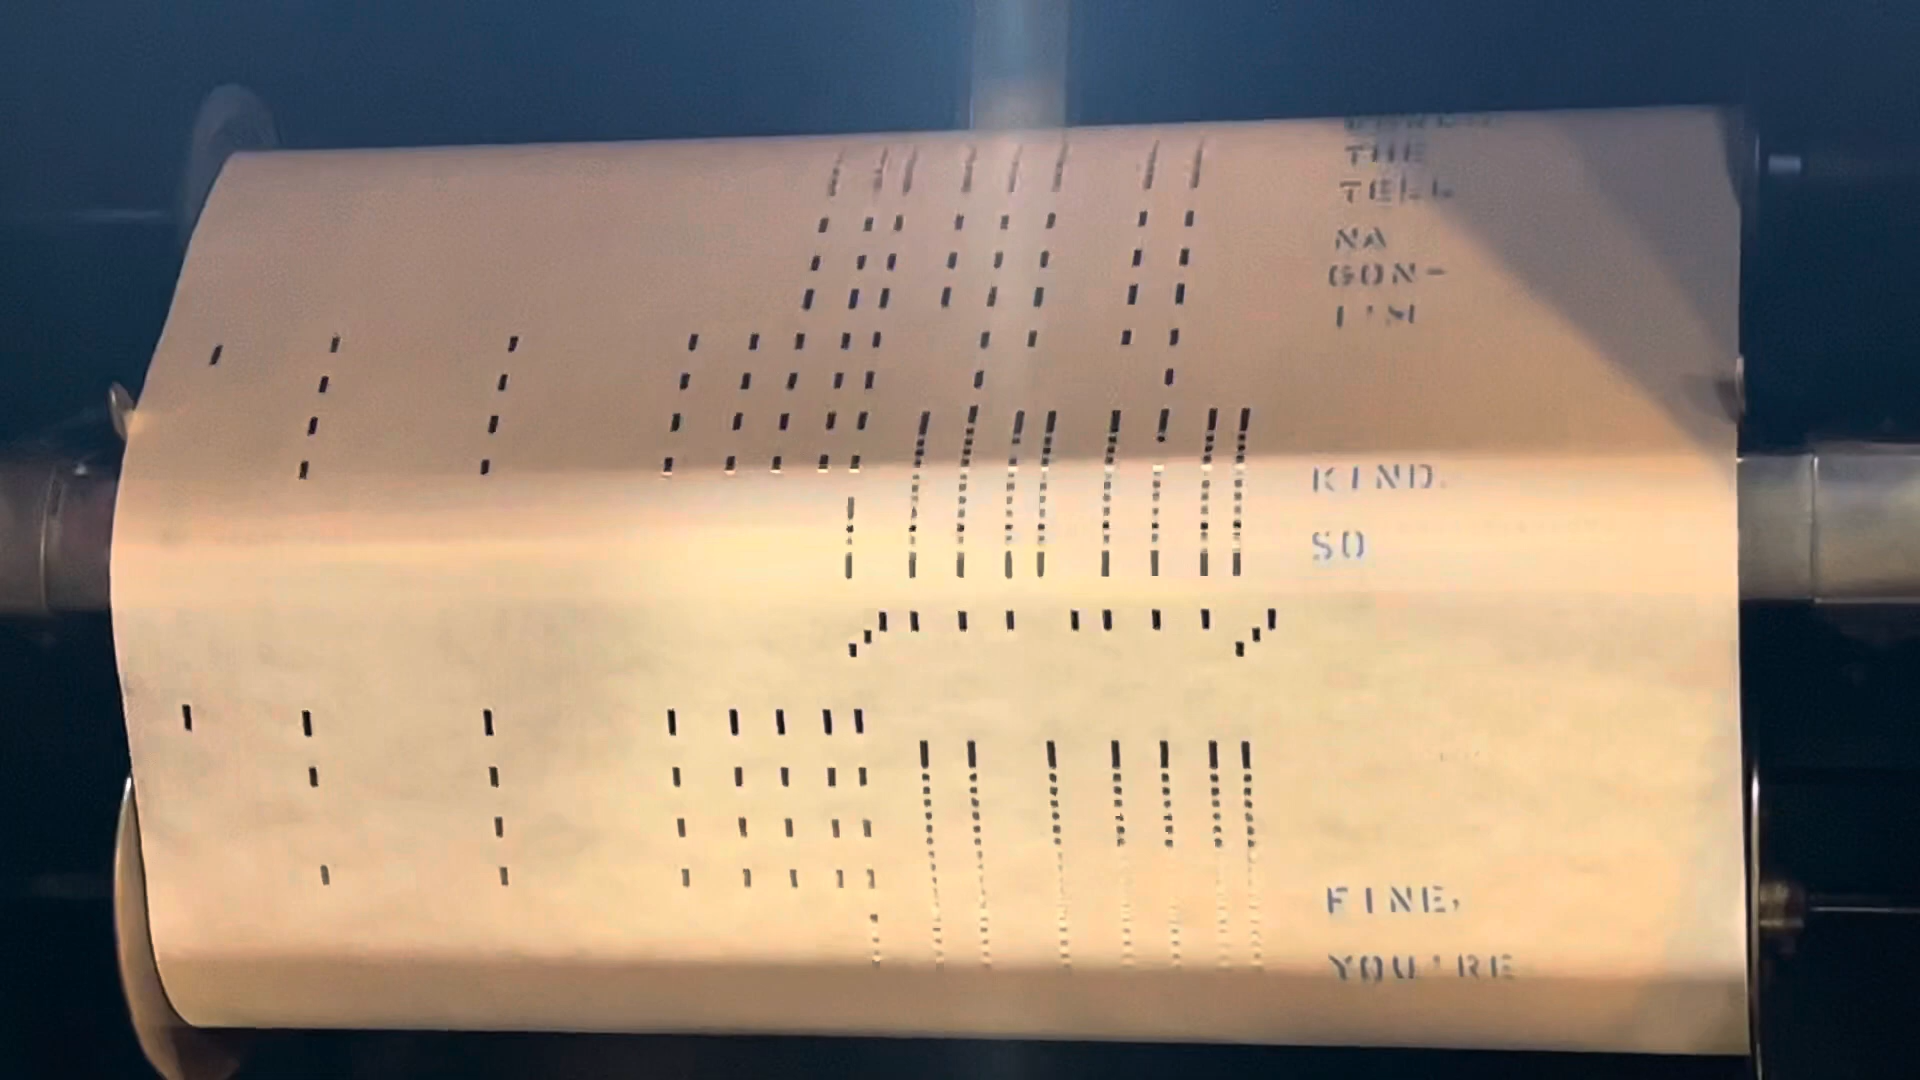 THE
TELL
NA
GON-
I'M
KIND.
SO
FINE,
YOU'RE